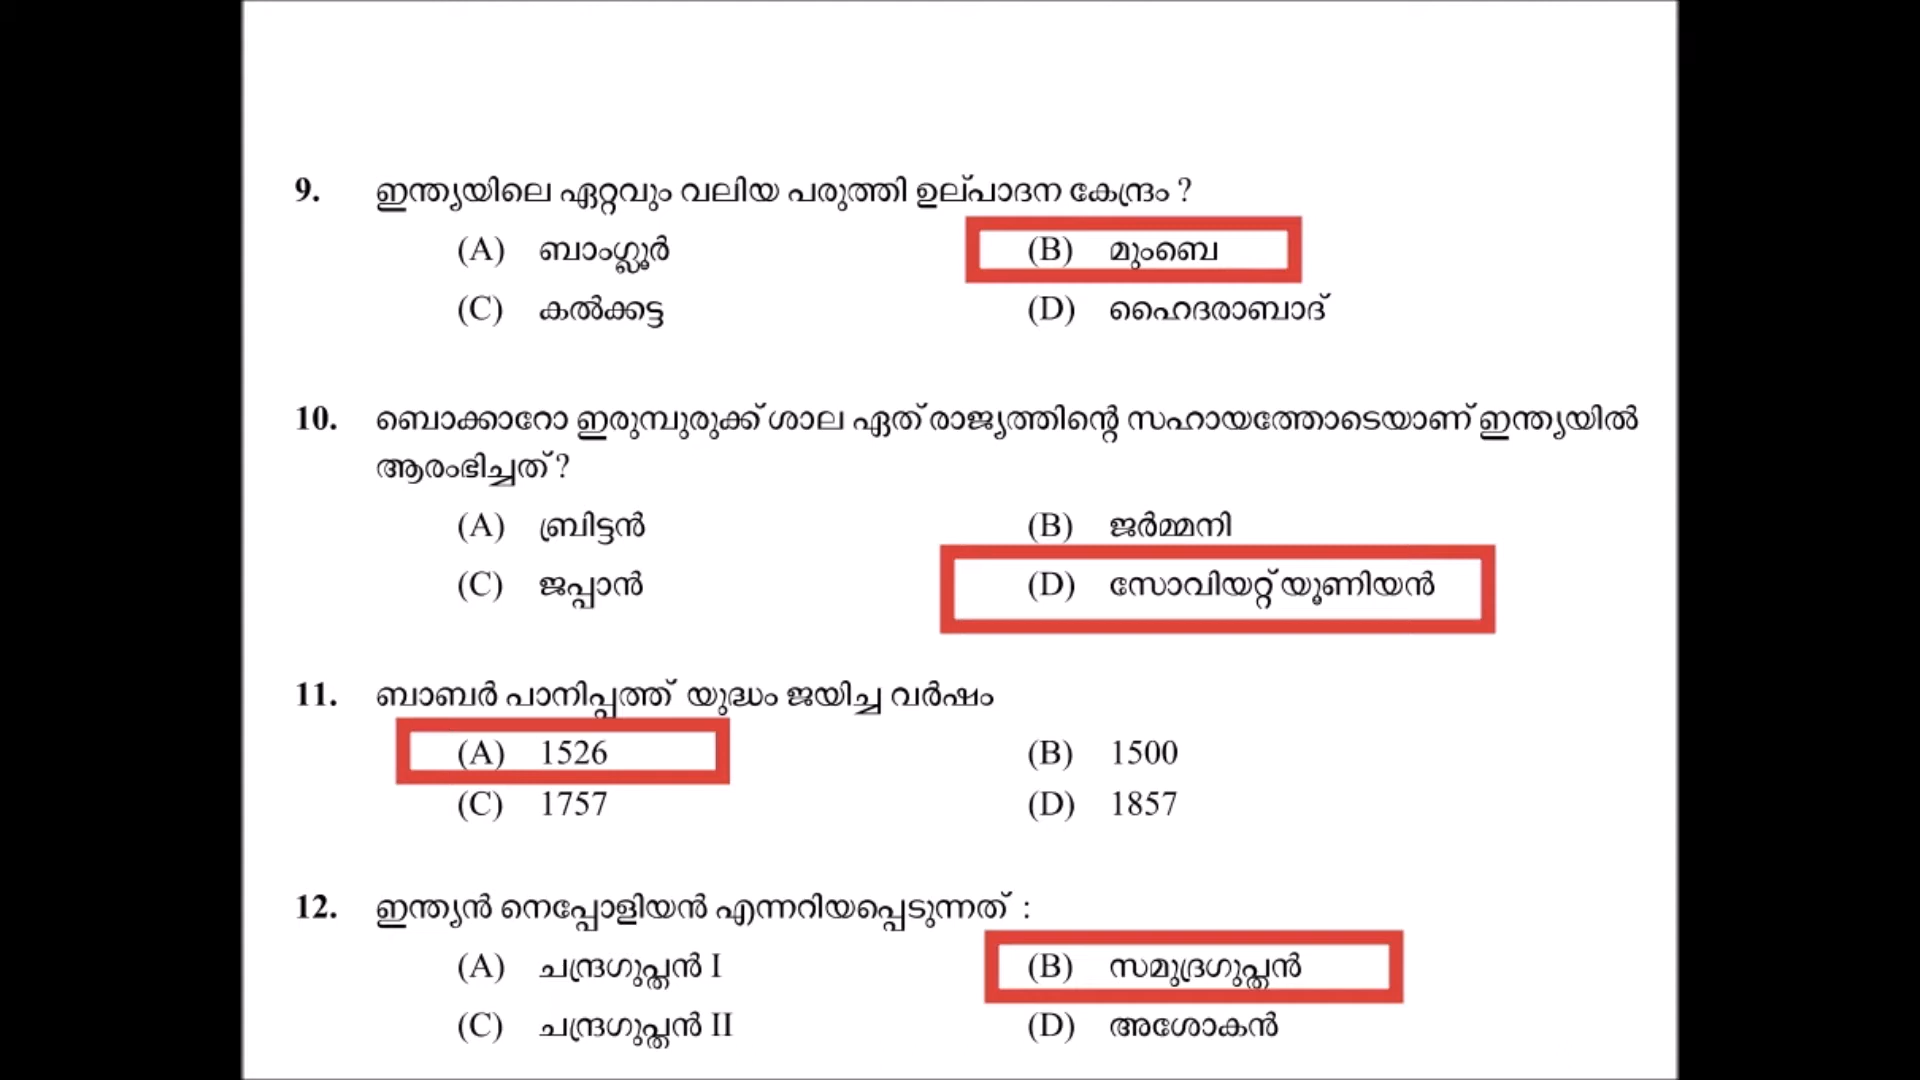 9. ഇന്ത്യയിലെ ഏറ്റവും വലിയ പരുത്തി ഉല്പാദന കേന്ദ്രം ?
(A) ബാംഗ്ലൂർ (B) മുംബെ
(C) കൽക്കട്ട (D) ഹൈദരാബാദ്
10. ബൊക്കാറോ ഇരുമ്പുരുക്ക് ശാല ഏത് രാജ്യത്തിന്റെ സഹായത്തോടെയാണ് ഇന്ത്യയിൽ
ആരംഭിച്ചത് ?
(A) ബ്രിട്ടൻ (B) ജർമ്മനി
(C) ജപ്പാൻ (D) സോവിയറ്റ് യൂണിയൻ
11. ബാബർ പാനിപ്പത്ത് യുദ്ധം ജയിച്ച വർഷം
(A) 1526 (B) 1500
(C) 1757 (D) 1857
12. ഇന്ത്യൻ നെപ്പോളിയൻ എന്നറിയപ്പെടുന്നത് :
(A) ചന്ദ്രഗുപ്തൻ I (B) സമുദ്രഗുപ്തൻ
(C) ചന്ദ്രഗുപ്തൻ II (D) അശോകൻ